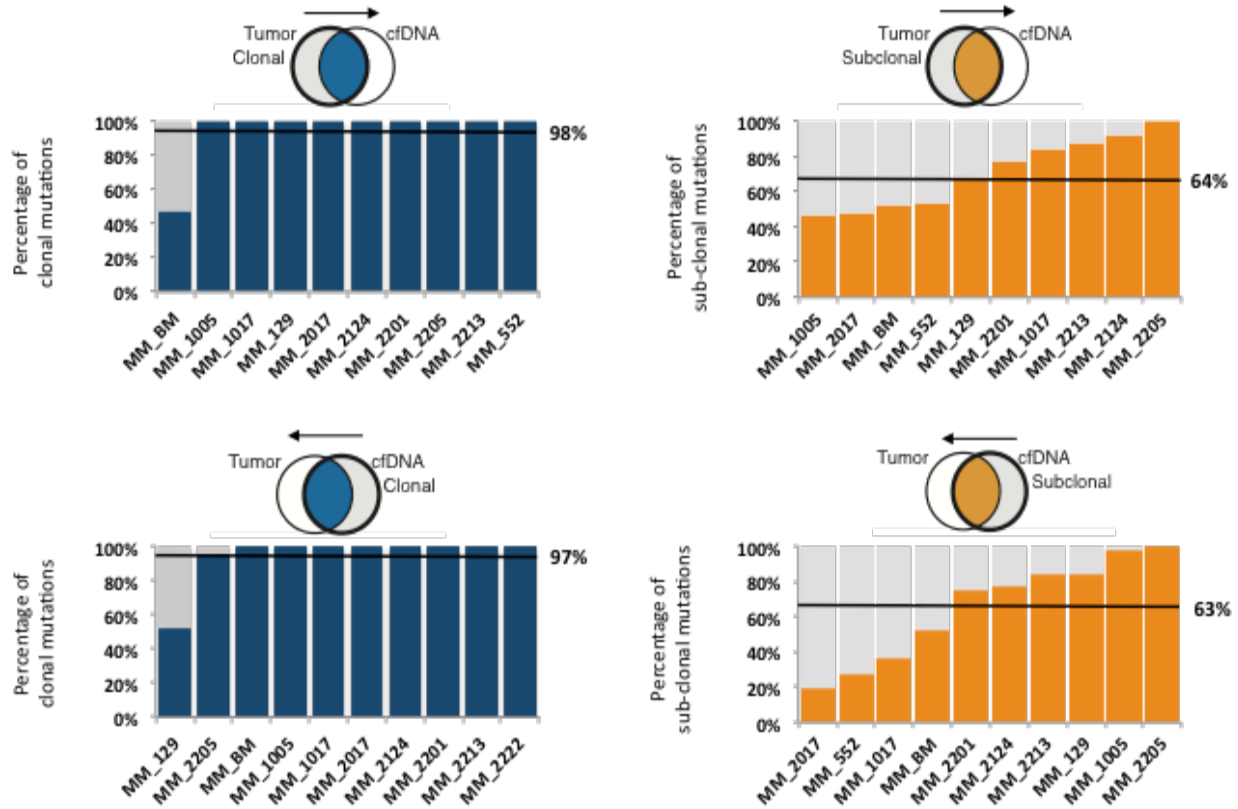 Tumor
Clonal
cfDNA
Percentage of
clonal mutations
100%
80%
60%
40%
20%
0%
98%
MM_BM
MM_1005
MM_1017
MM_129
MM_2017
MM_2124
MM_2201
MM_2205
MM_2213
MM_552
Tumor
Subclonal
cfDNA
Percentage of
sub-clonal mutations
100%
80%
60%
40%
20%
0%
64%
MM_1005
MM_2017
MM_BM
MM_552
MM_129
MM_2201
MM_1017
MM_2213
MM_2124
MM_2205
Tumor
cfDNA
Clonal
Percentage of
clonal mutations
100%
80%
60%
40%
20%
0%
97%
MM_129
MM_2205
MM_BM
MM_1005
MM_1017
MM_2017
MM_2124
MM_2201
MM_2213
MM_2222
Tumor
cfDNA
Subclonal
Percentage of
sub-clonal mutations
100%
80%
60%
40%
20%
0%
63%
MM_2017
MM_552
MM_1017
MM_BM
MM_2201
MM_2124
MM_2213
MM_129
MM_1005
MM_2205